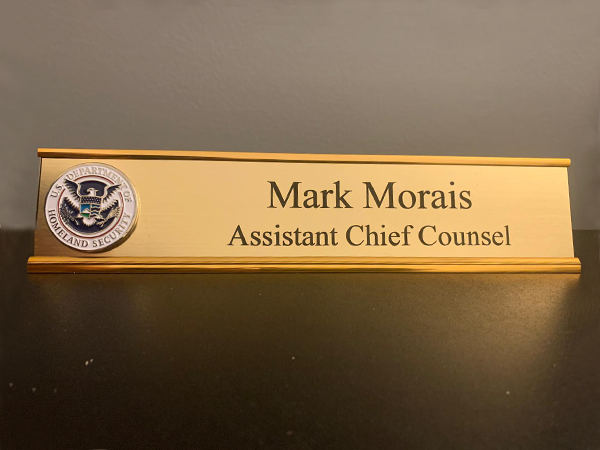 U.S. DEPARTMENT OF
HOMELAND SECURITY
Mark Morais
Assistant Chief Counsel